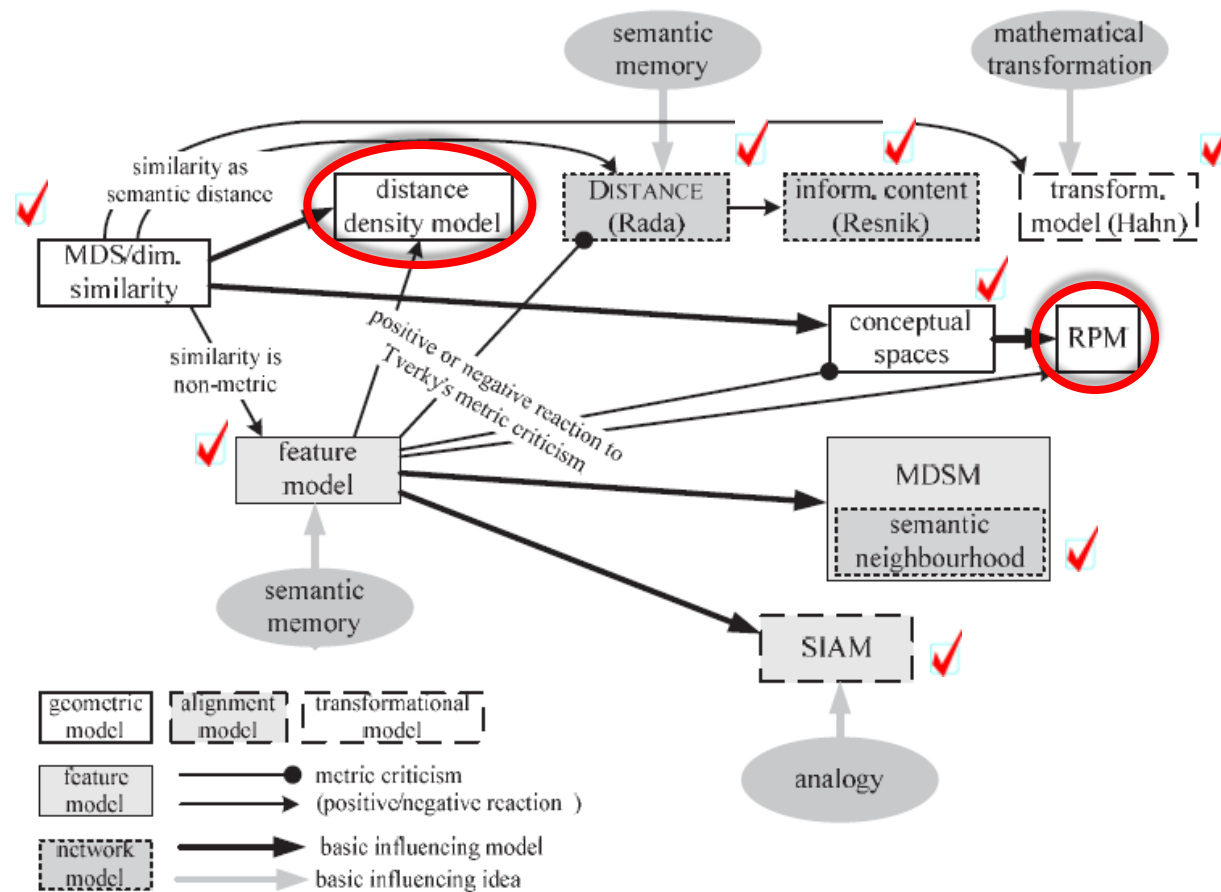 semantic
memory
mathematical
transformation
similarity as
semantic distance
distance
density model
DISTANCE
(Rada)
inform. content
(Resnik)
transform.
model (Hahn)
MDS/dim.
similarity
conceptual
spaces
RPM
similarity is
non-metric
positive or negative reaction to
Tverky's metric criticism
feature
model
MDSM
semantic
neighbourhood
semantic
memory
SIAM
analogy
geometric
model
alignment
model
transformational
model
feature
model
metric criticism
(positive/negative reaction )
network
model
basic influencing model
basic influencing idea